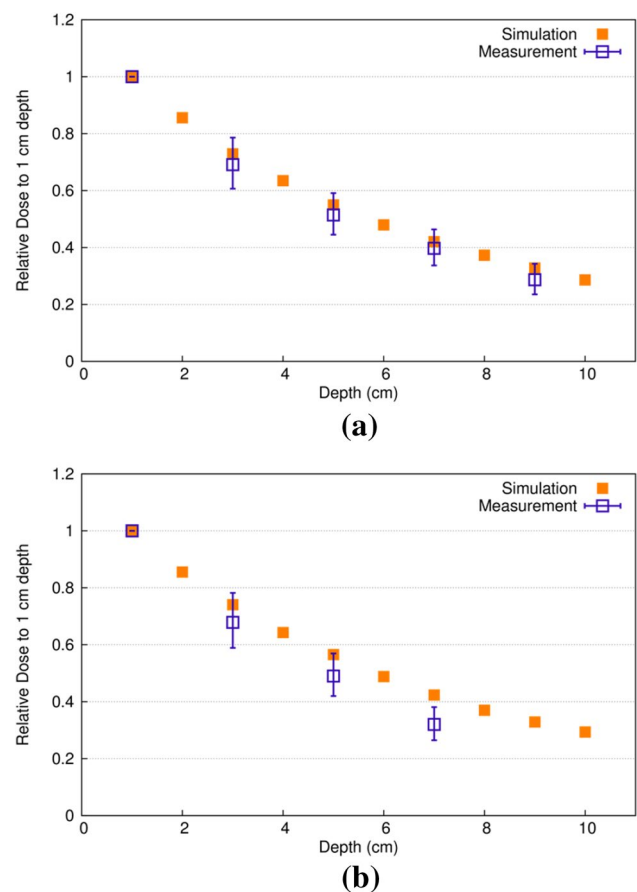 1.2
1
0.8
0.6
0.4
0.2
0
Relative Dose to 1 cm depth
Simulation
Measurement
0 2 4 6 8 10
Depth (cm)
(a)
1.2
1
0.8
0.6
0.4
0.2
0
Relative Dose to 1 cm depth
Simulation
Measurement
0 2 4 6 8 10
Depth (cm)
(b)